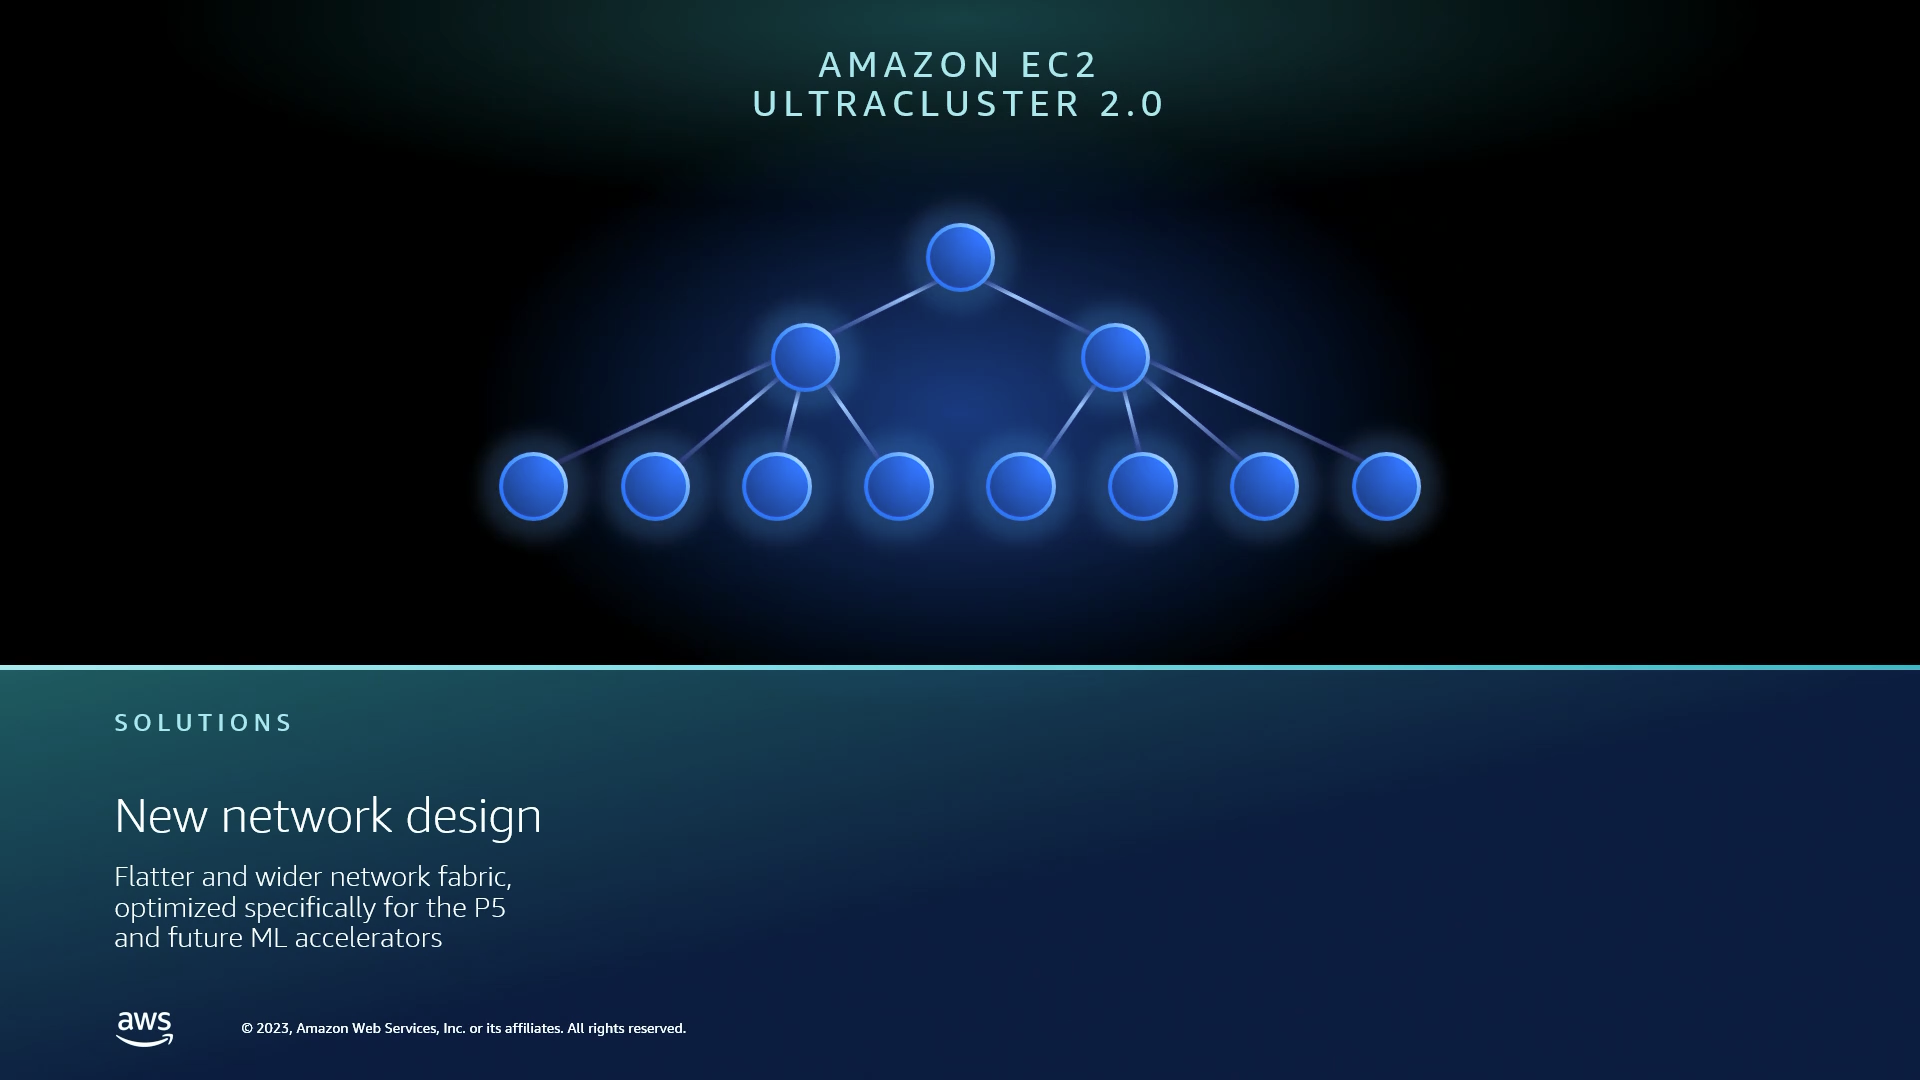 AMAZON EC2
ULTRACLUSTER 2.0
SOLUTIONS
New network design
Flatter and wider network fabric,
optimized specifically for the P5
and future ML accelerators
aws
© 2023, Amazon Web Services, Inc. or its affiliates. All rights reserved.